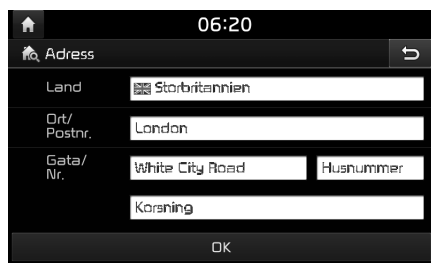 06:20
Adress
Land
Storbritannien
Ort/
Postnr.
London
Gata/
Nr.
White City Road Husnummer
Korsning
OK